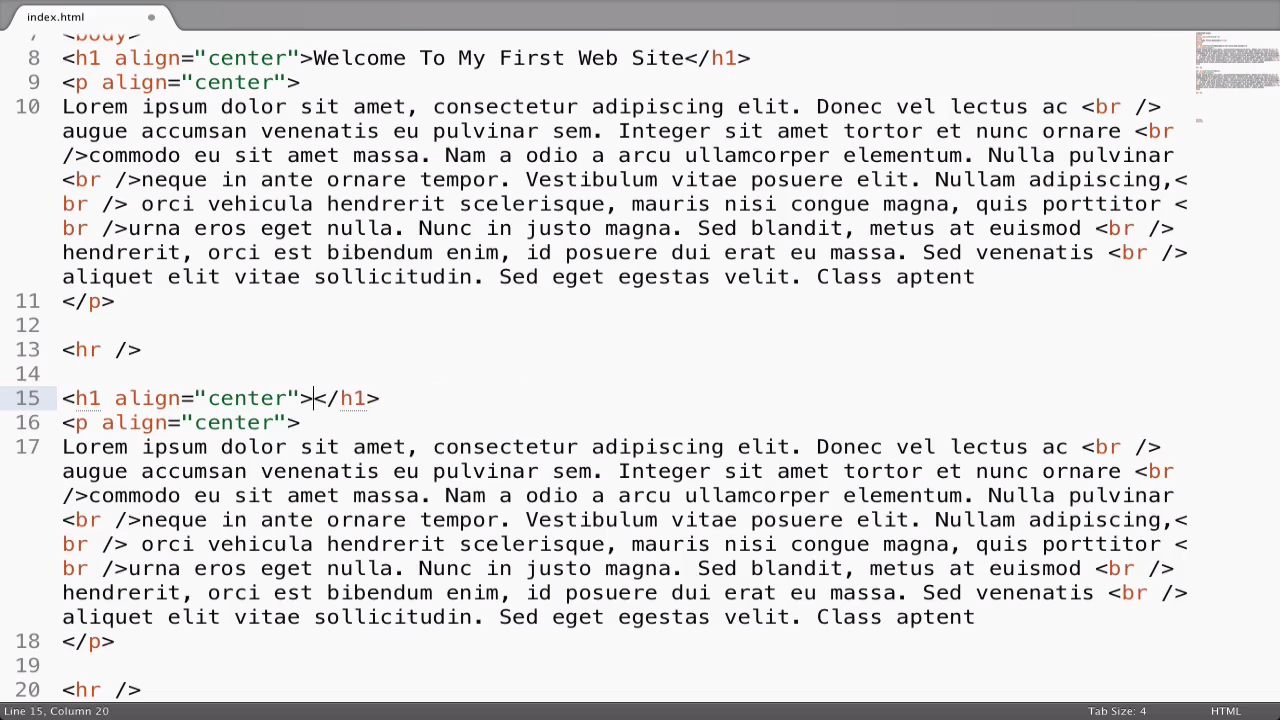 index.html
7 <body>
8 <h1 align="center">Welcome To My First Web Site</h1>
9 <p align="center">
10 Lorem ipsum dolor sit amet, consectetur adipiscing elit. Donec vel lectus ac <br />
augue accumsan venenatis eu pulvinar sem. Integer sit amet tortor et nunc ornare <br
/>commodo eu sit amet massa. Nam a odio a arcu ullamcorper elementum. Nulla pulvinar
<br />neque in ante ornare tempor. Vestibulum vitae posuere elit. Nullam adipiscing,<
br /> orci vehicula hendrerit scelerisque, mauris nisi congue magna, quis porttitor <
br />urna eros eget nulla. Nunc in justo magna. Sed blandit, metus at euismod <br />
hendrerit, orci est bibendum enim, id posuere dui erat eu massa. Sed venenatis <br />
aliquet elit vitae sollicitudin. Sed eget egestas velit. Class aptent
11 </p>
12
13 <hr />
14
15 <h1 align="center"></h1>
16 <p align="center">
17 Lorem ipsum dolor sit amet, consectetur adipiscing elit. Donec vel lectus ac <br />
augue accumsan venenatis eu pulvinar sem. Integer sit amet tortor et nunc ornare <br
/>commodo eu sit amet massa. Nam a odio a arcu ullamcorper elementum. Nulla pulvinar
<br />neque in ante ornare tempor. Vestibulum vitae posuere elit. Nullam adipiscing,<
br /> orci vehicula hendrerit scelerisque, mauris nisi congue magna, quis porttitor <
br />urna eros eget nulla. Nunc in justo magna. Sed blandit, metus at euismod <br />
hendrerit, orci est bibendum enim, id posuere dui erat eu massa. Sed venenatis <br />
aliquet elit vitae sollicitudin. Sed eget egestas velit. Class aptent
18 </p>
19
20 <hr />
Line 15, Column 20 Tab Size: 4 HTML